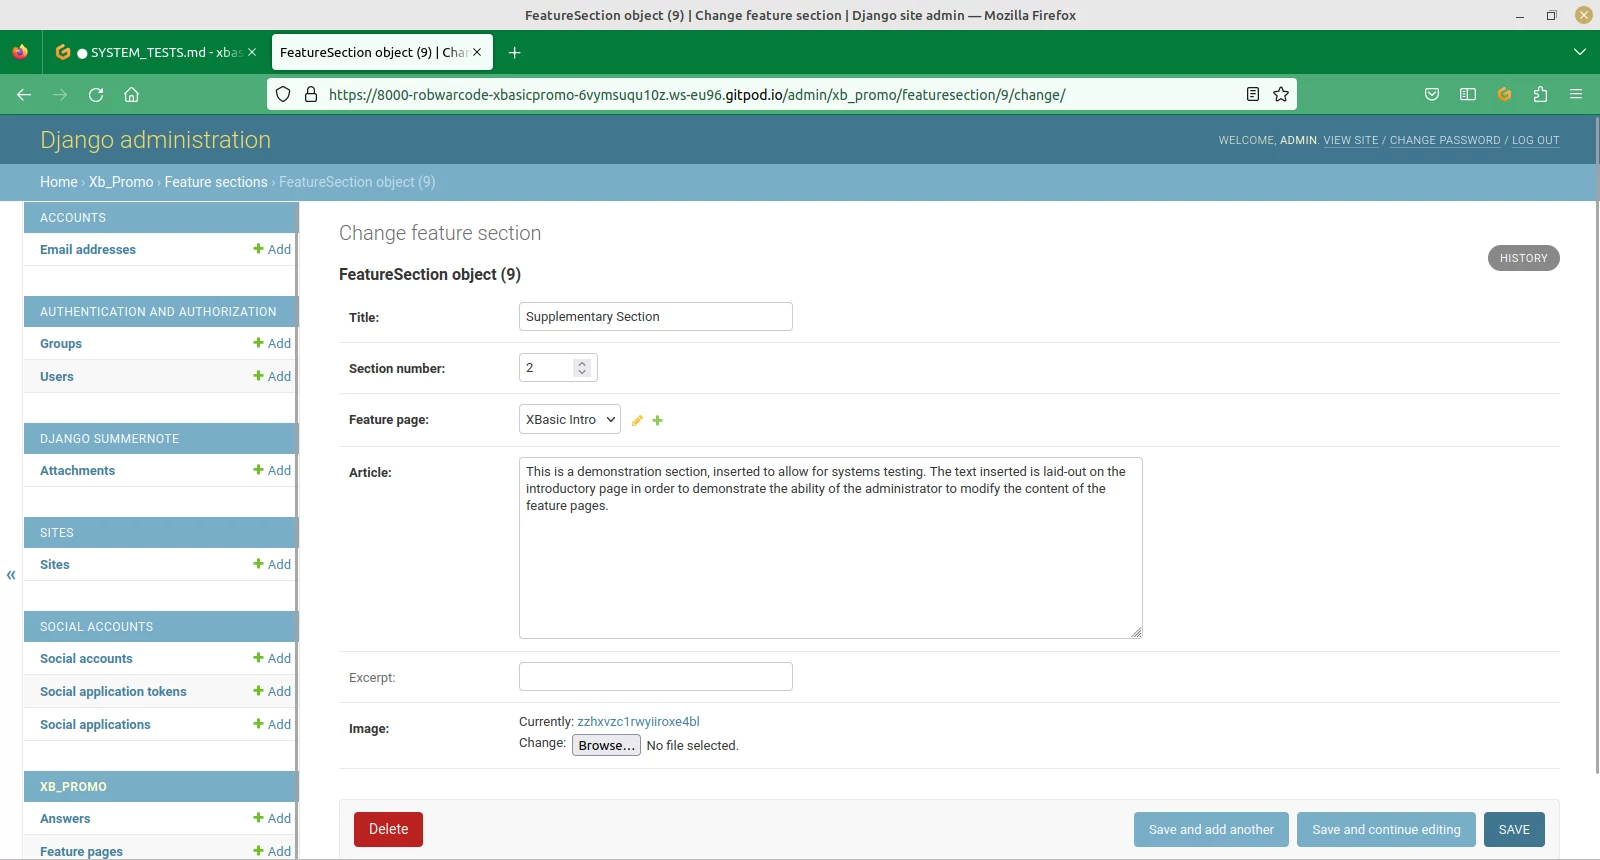 FeatureSection object (9) | Change feature section | Django site admin — Mozilla Firefox
SYSTEM_TESTS.md - xbas
FeatureSection object (9) | Char
https://8000-robwarcode-xbasicpromo-6vymsuqu10z.ws-eu96.gitpod.io/admin/xb_promo/featuresection/9/change/
Django administration
WELCOME, ADMIN. VIEW SITE / CHANGE PASSWORD / LOG OUT
Home › Xb_Promo › Feature sections › FeatureSection object (9)
ACCOUNTS
Email addresses
Add
AUTHENTICATION AND AUTHORIZATION
Groups
Add
Users
Add
DJANGO SUMMERNOTE
Attachments
Add
SITES
Sites
Add
«
SOCIAL ACCOUNTS
Social accounts
Add
Social application tokens
Add
Social applications
Add
XB_PROMO
Answers
Add
Feature pages
Add
Change feature section
HISTORY
FeatureSection object (9)
Title:
Supplementary Section
Section number:
2
Feature page:
XBasic Intro
Article:
This is a demonstration section, inserted to allow for systems testing. The text inserted is laid-out on the
introductory page in order to demonstrate the ability of the administrator to modify the content of the
feature pages.
Excerpt:
Image:
Currently: zzhxvzc1rwyiiroxe4bl
Change: Browse... No file selected.
Delete
Save and add another
Save and continue editing
SAVE